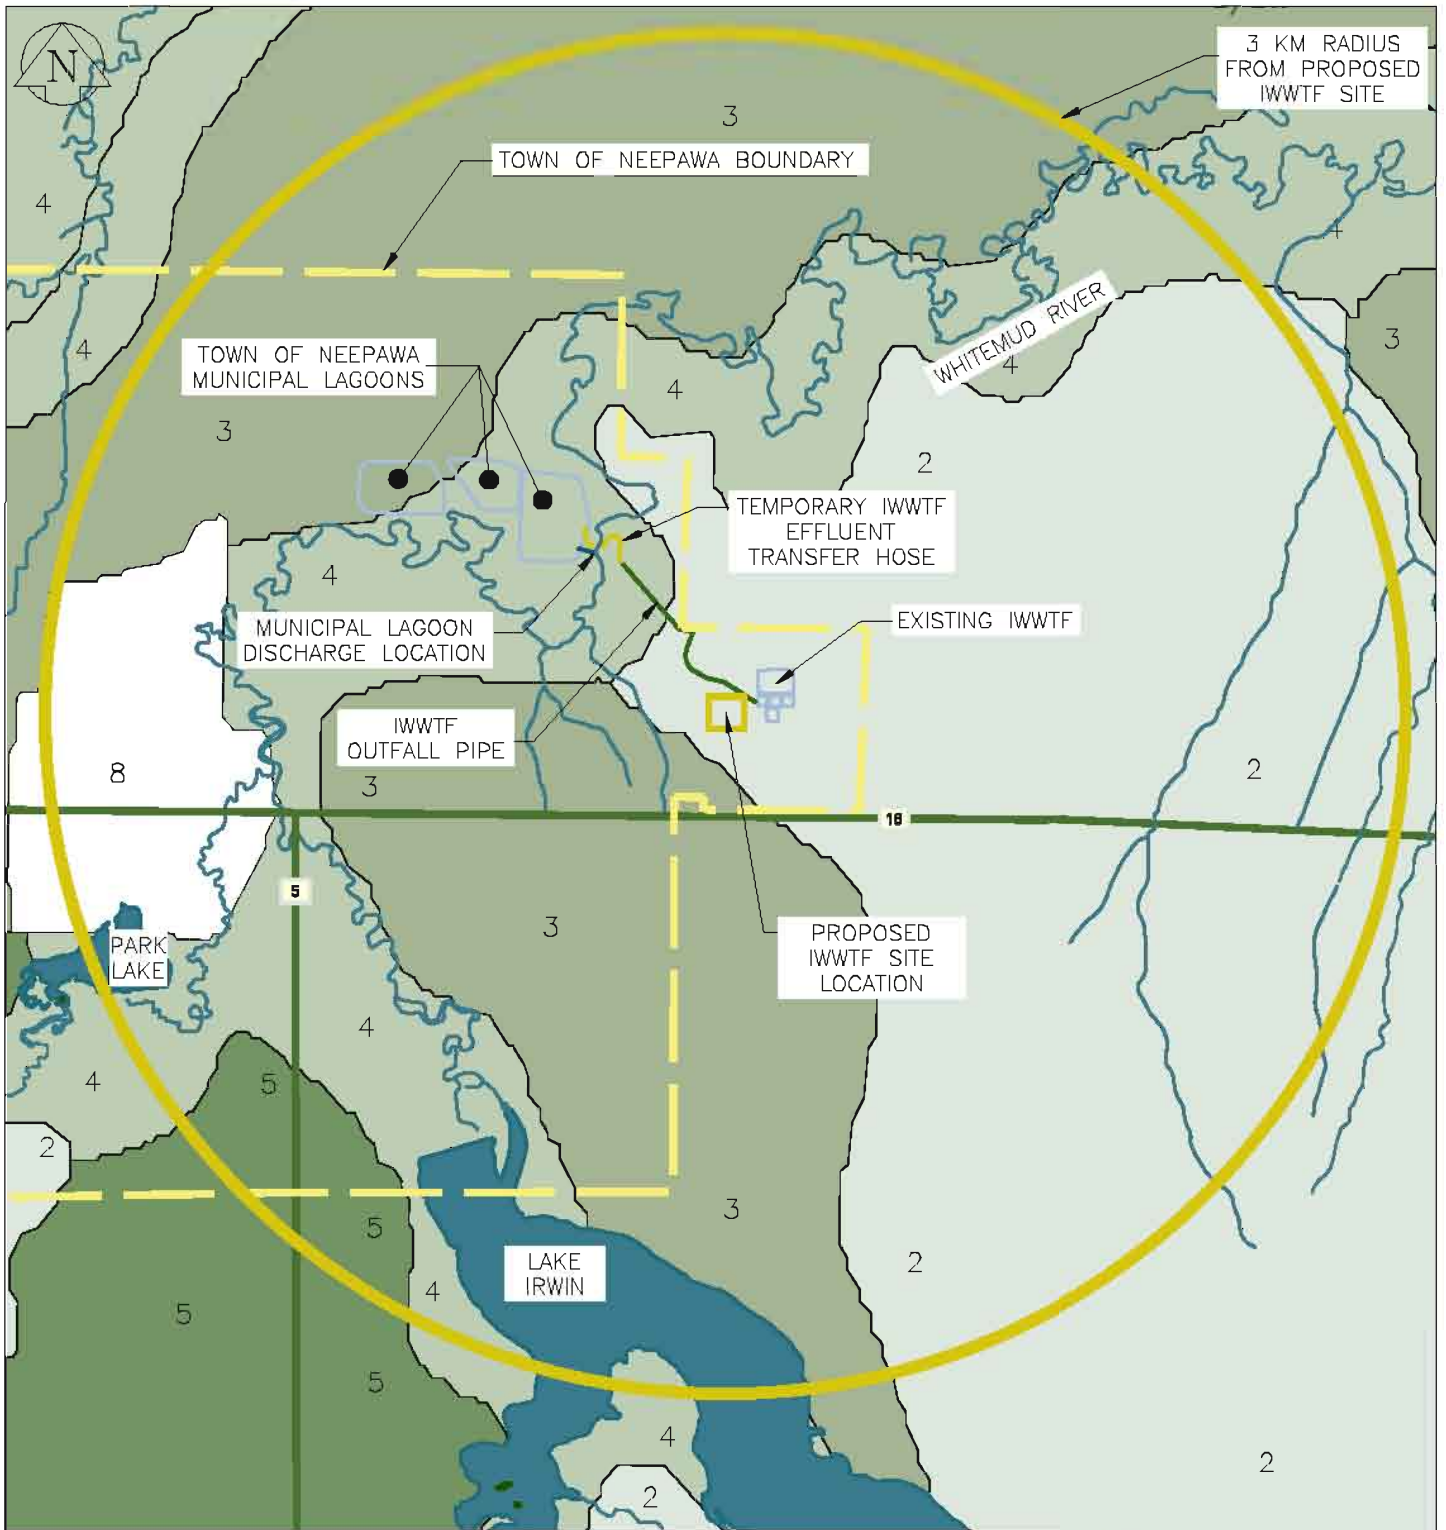 N
3 KM RADIUS
FROM PROPOSED
IWWTF SITE
3
TOWN OF NEEPAWA BOUNDARY
4
4
WHITEMUD RIVER
3
4
TOWN OF NEEPAWA
MUNICIPAL LAGOONS
4
4
3
2
TEMPORARY IWWTF
EFFLUENT
TRANSFER HOSE
4
MUNICIPAL LAGOON
DISCHARGE LOCATION
EXISTING IWWTF
IWWTF
OUTFALL PIPE
8
3
2
18
5
3
PROPOSED
IWWTF SITE
LOCATION
PARK
LAKE
4
4
5
2
3
5
LAKE
IRWIN
2
4
5
5
4
2
2